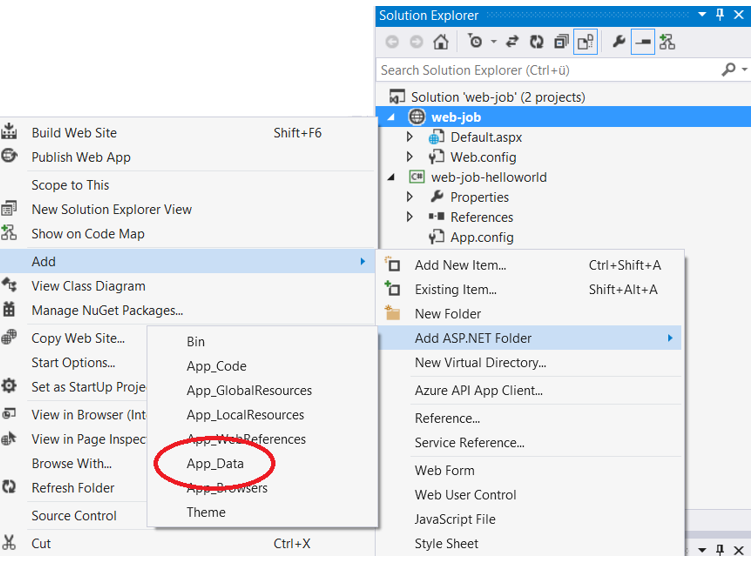 Solution Explorer
Search Solution Explorer (Ctrl+ü)
Solution 'web-job' (2 projects)
web-job
Default.aspx
Web.config
C#
web-job-helloworld
Properties
References
App.config
Build Web Site Shift+F6
Publish Web App
Scope to This
New Solution Explorer View
Show on Code Map
Add
View Class Diagram
Manage NuGet Packages...
Copy Web Site...
Start Options...
Set as StartUp Proje
View in Browser (Int
View in Page Inspect
Browse With...
Refresh Folder
Source Control
Cut Ctrl+X
Add New Item... Ctrl+Shift+A
Existing Item... Shift+Alt+A
New Folder
Add ASP.NET Folder
New Virtual Directory...
Azure API App Client...
Reference...
Service Reference...
Web Form
Web User Control
JavaScript File
Style Sheet
Bin
App_Code
App_GlobalResources
App_LocalResources
App_WebReferences
App_Data
App_Browsers
Theme